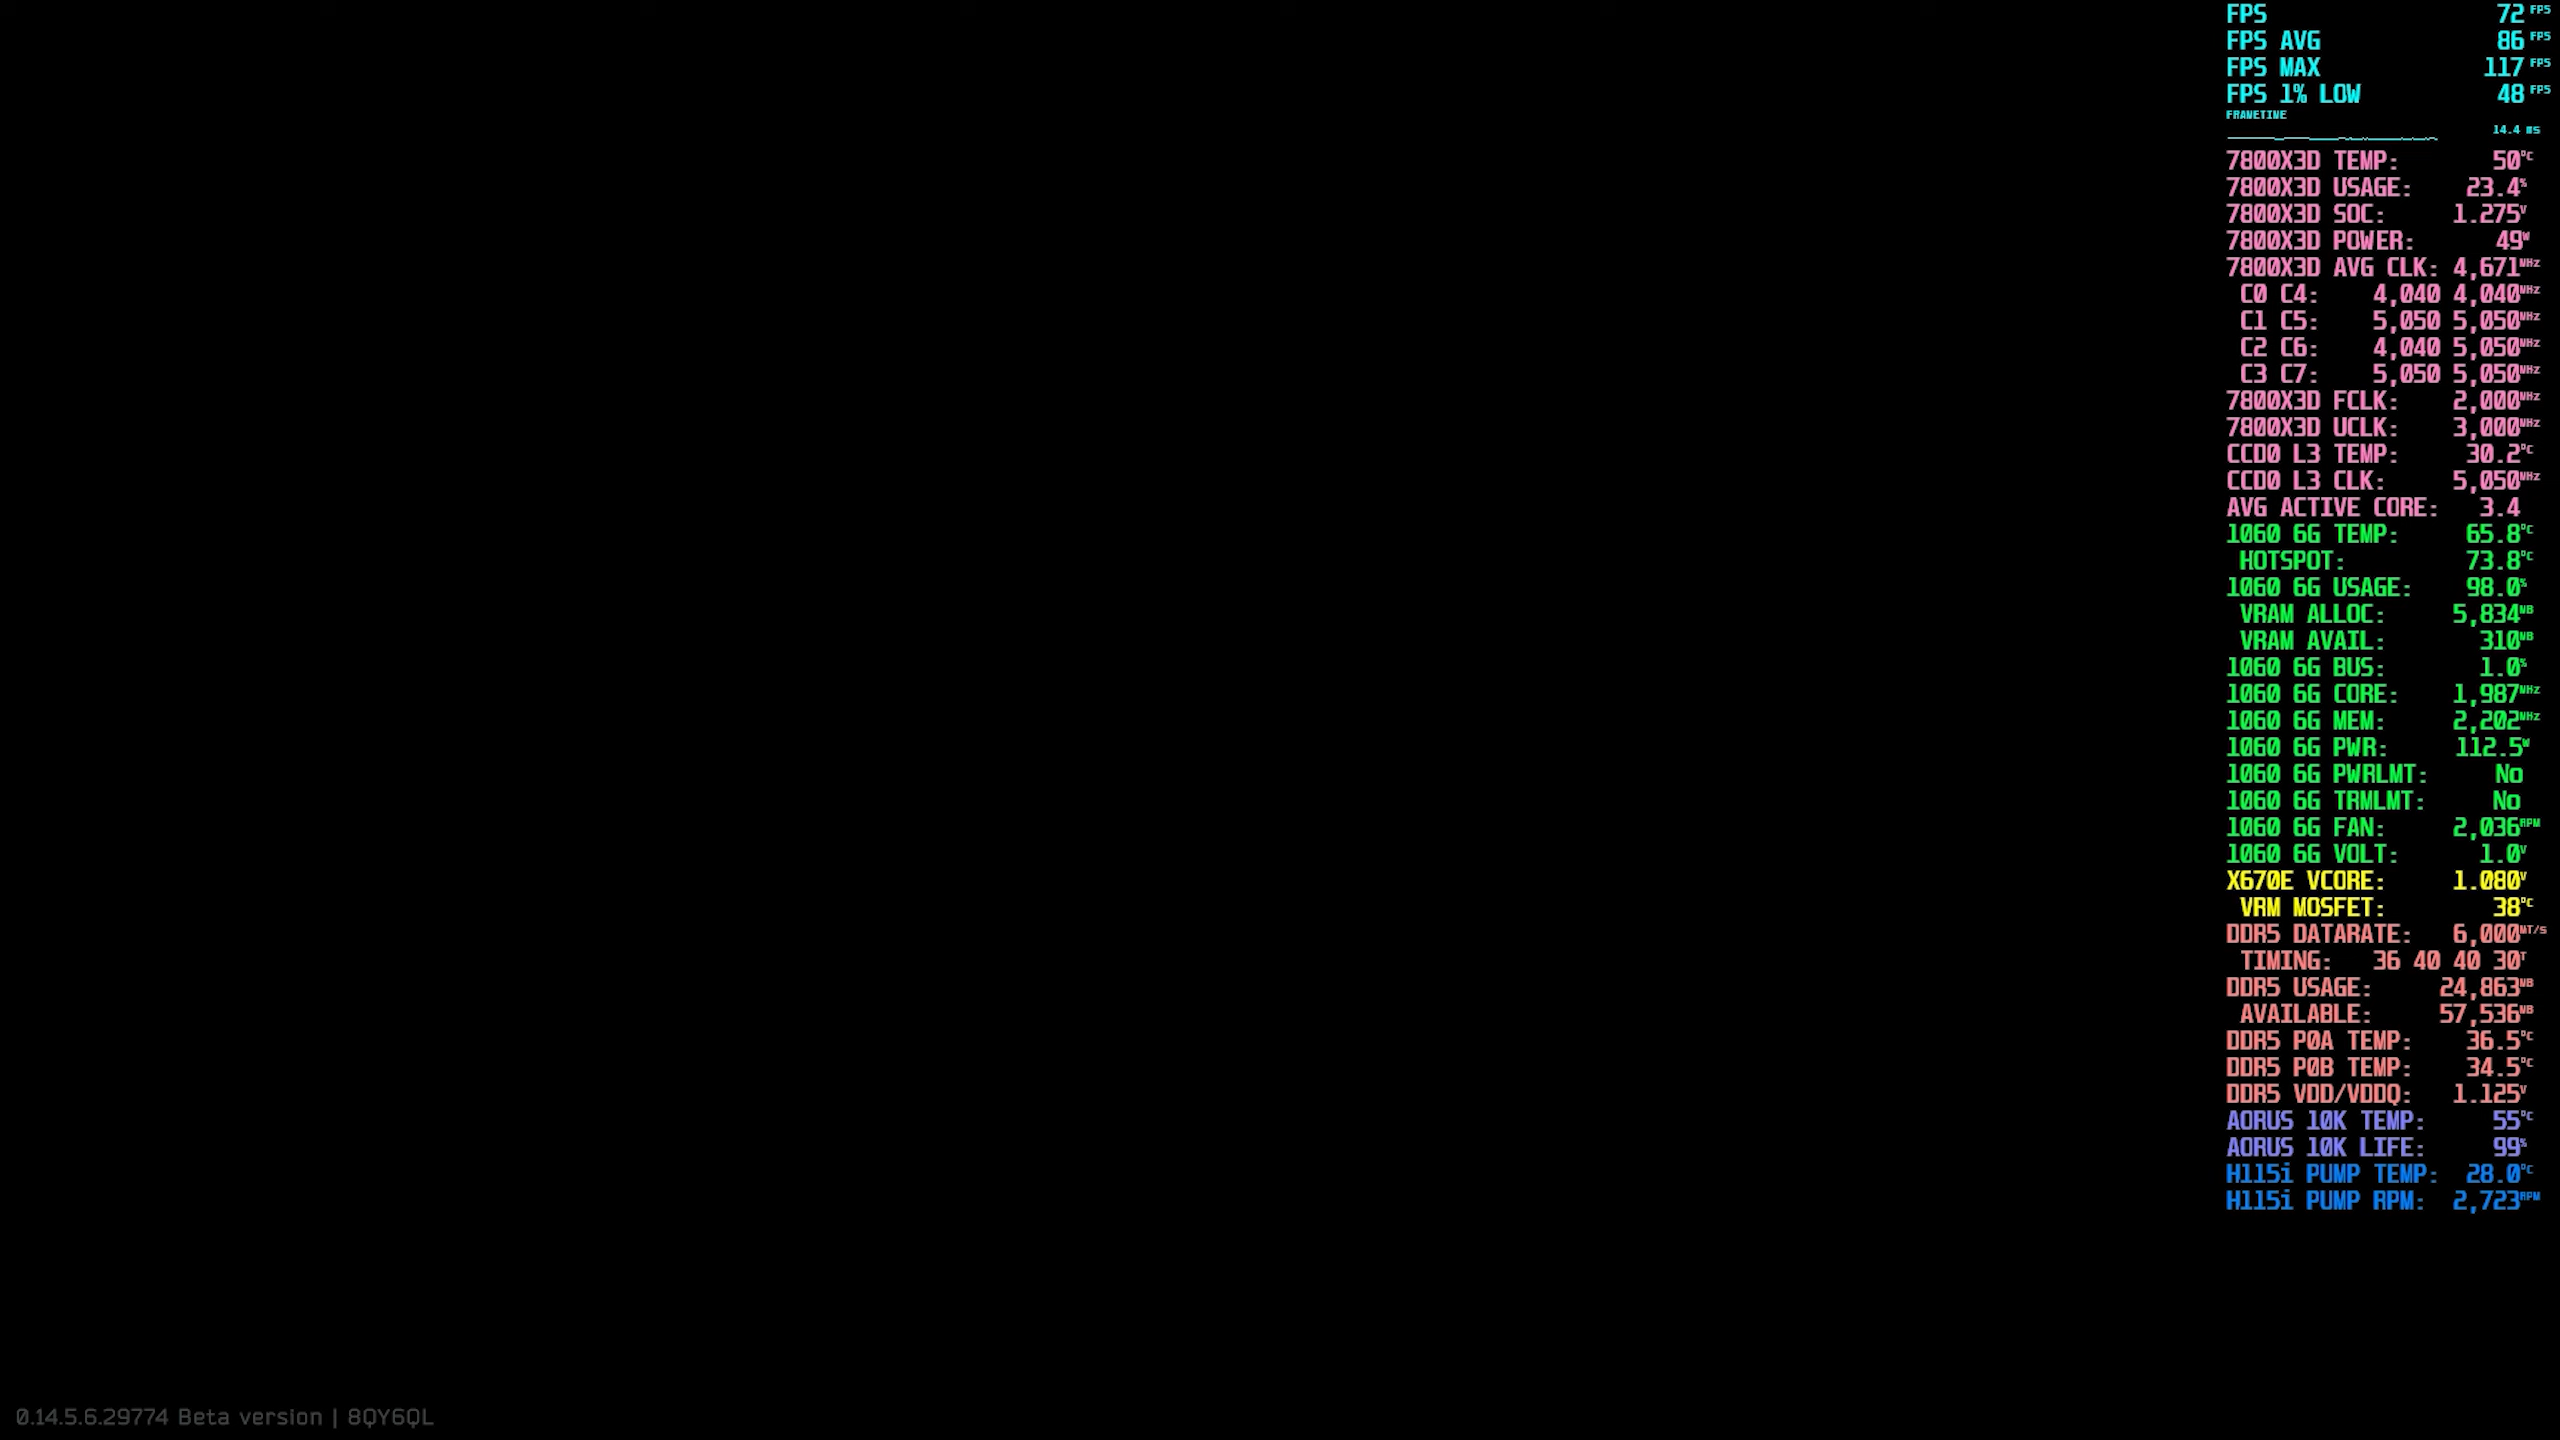 FPS 72 FPS
FPS AVG 86 FPS
FPS MAX 117 FPS
FPS 1% LOW 48 FPS
FRAMETIME
14.4 ms
7800X3D TEMP: 50°C
7800X3D USAGE: 23.4%
7800X3D SOC: 1.275V
7800X3D POWER: 49W
7800X3D AVG CLK: 4,671MHz
C0 C4: 4,040 4,040MHz
C1 C5: 5,050 5,050MHz
C2 C6: 4,040 5,050MHz
C3 C7: 5,050 5,050MHz
7800X3D FCLK: 2,000MHz
7800X3D UCLK: 3,000MHz
CCD0 L3 TEMP: 30.2°C
CCD0 L3 CLK: 5,050MHz
AVG ACTIVE CORE: 3.4
1060 6G TEMP: 65.8°C
HOTSPOT: 73.8°C
1060 6G USAGE: 98.0%
VRAM ALLOC: 5,834MB
VRAM AVAIL: 310MB
1060 6G BUS: 1.0%
1060 6G CORE: 1,987MHz
1060 6G MEM: 2,202MHz
1060 6G PWR: 112.5W
1060 6G PWRLMT: No
1060 6G TRMLMT: No
1060 6G FAN: 2,036RPM
1060 6G VOLT: 1.0V
X670E VCORE: 1.080V
VRM MOSFET: 38°C
DDR5 DATARATE: 6,000MT/s
TIMING: 36 40 40 30T
DDR5 USAGE: 24,863MB
AVAILABLE: 57,536MB
DDR5 P0A TEMP: 36.5°C
DDR5 P0B TEMP: 34.5°C
DDR5 VDD/VDDQ: 1.125V
AORUS 10K TEMP: 55°C
AORUS 10K LIFE: 99%
H115i PUMP TEMP: 28.0°C
H115i PUMP RPM: 2,723RPM
0.14.5.6.29774 Beta version | 8QY6QL